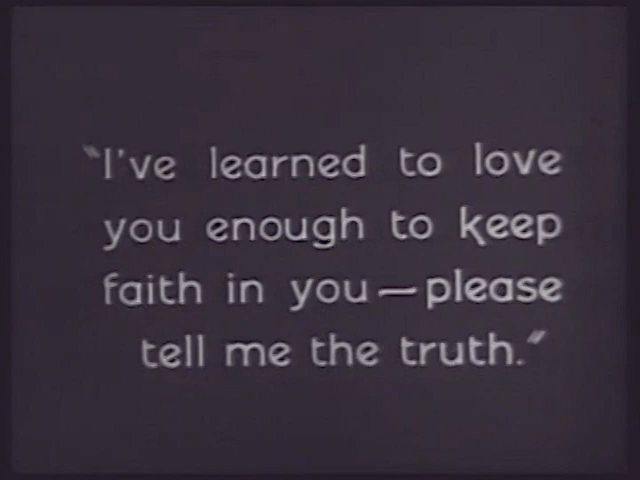 "I've learned to love
you enough to keep
faith in you—please
tell me the truth."